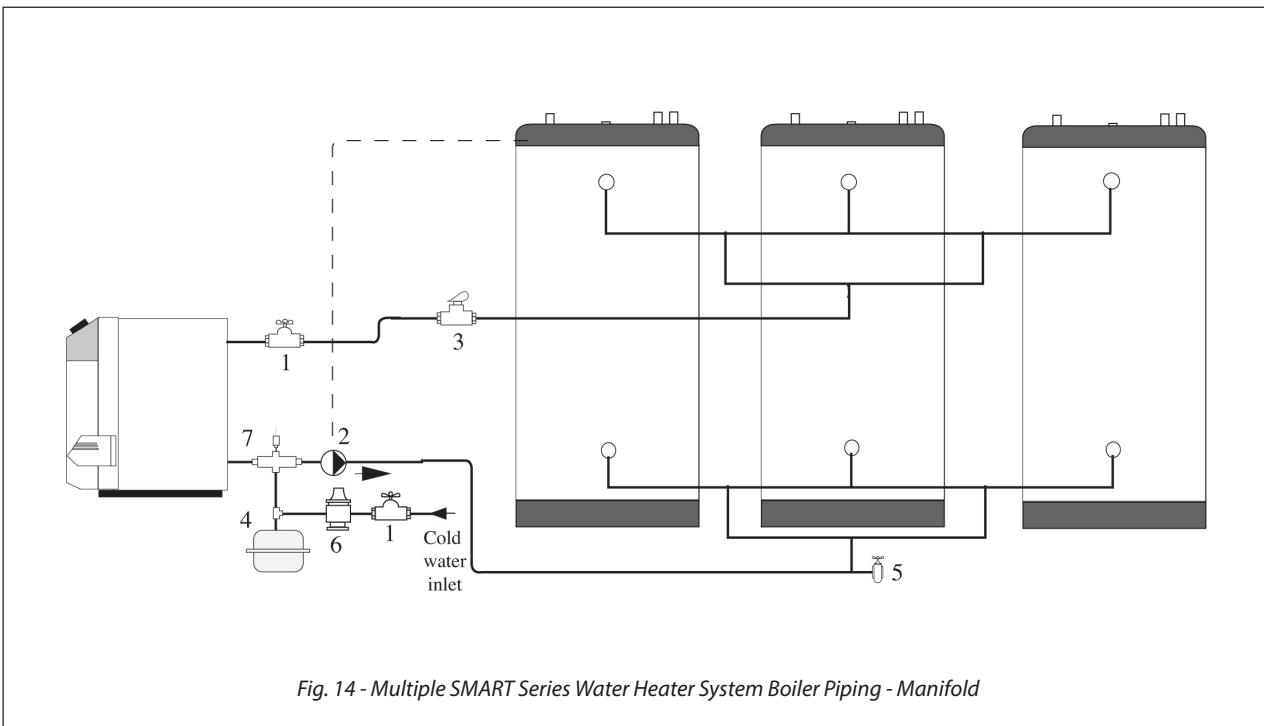 1
3
7
2
4
6
1
Cold
water
inlet
5
Fig. 14 - Multiple SMART Series Water Heater System Boiler Piping - Manifold